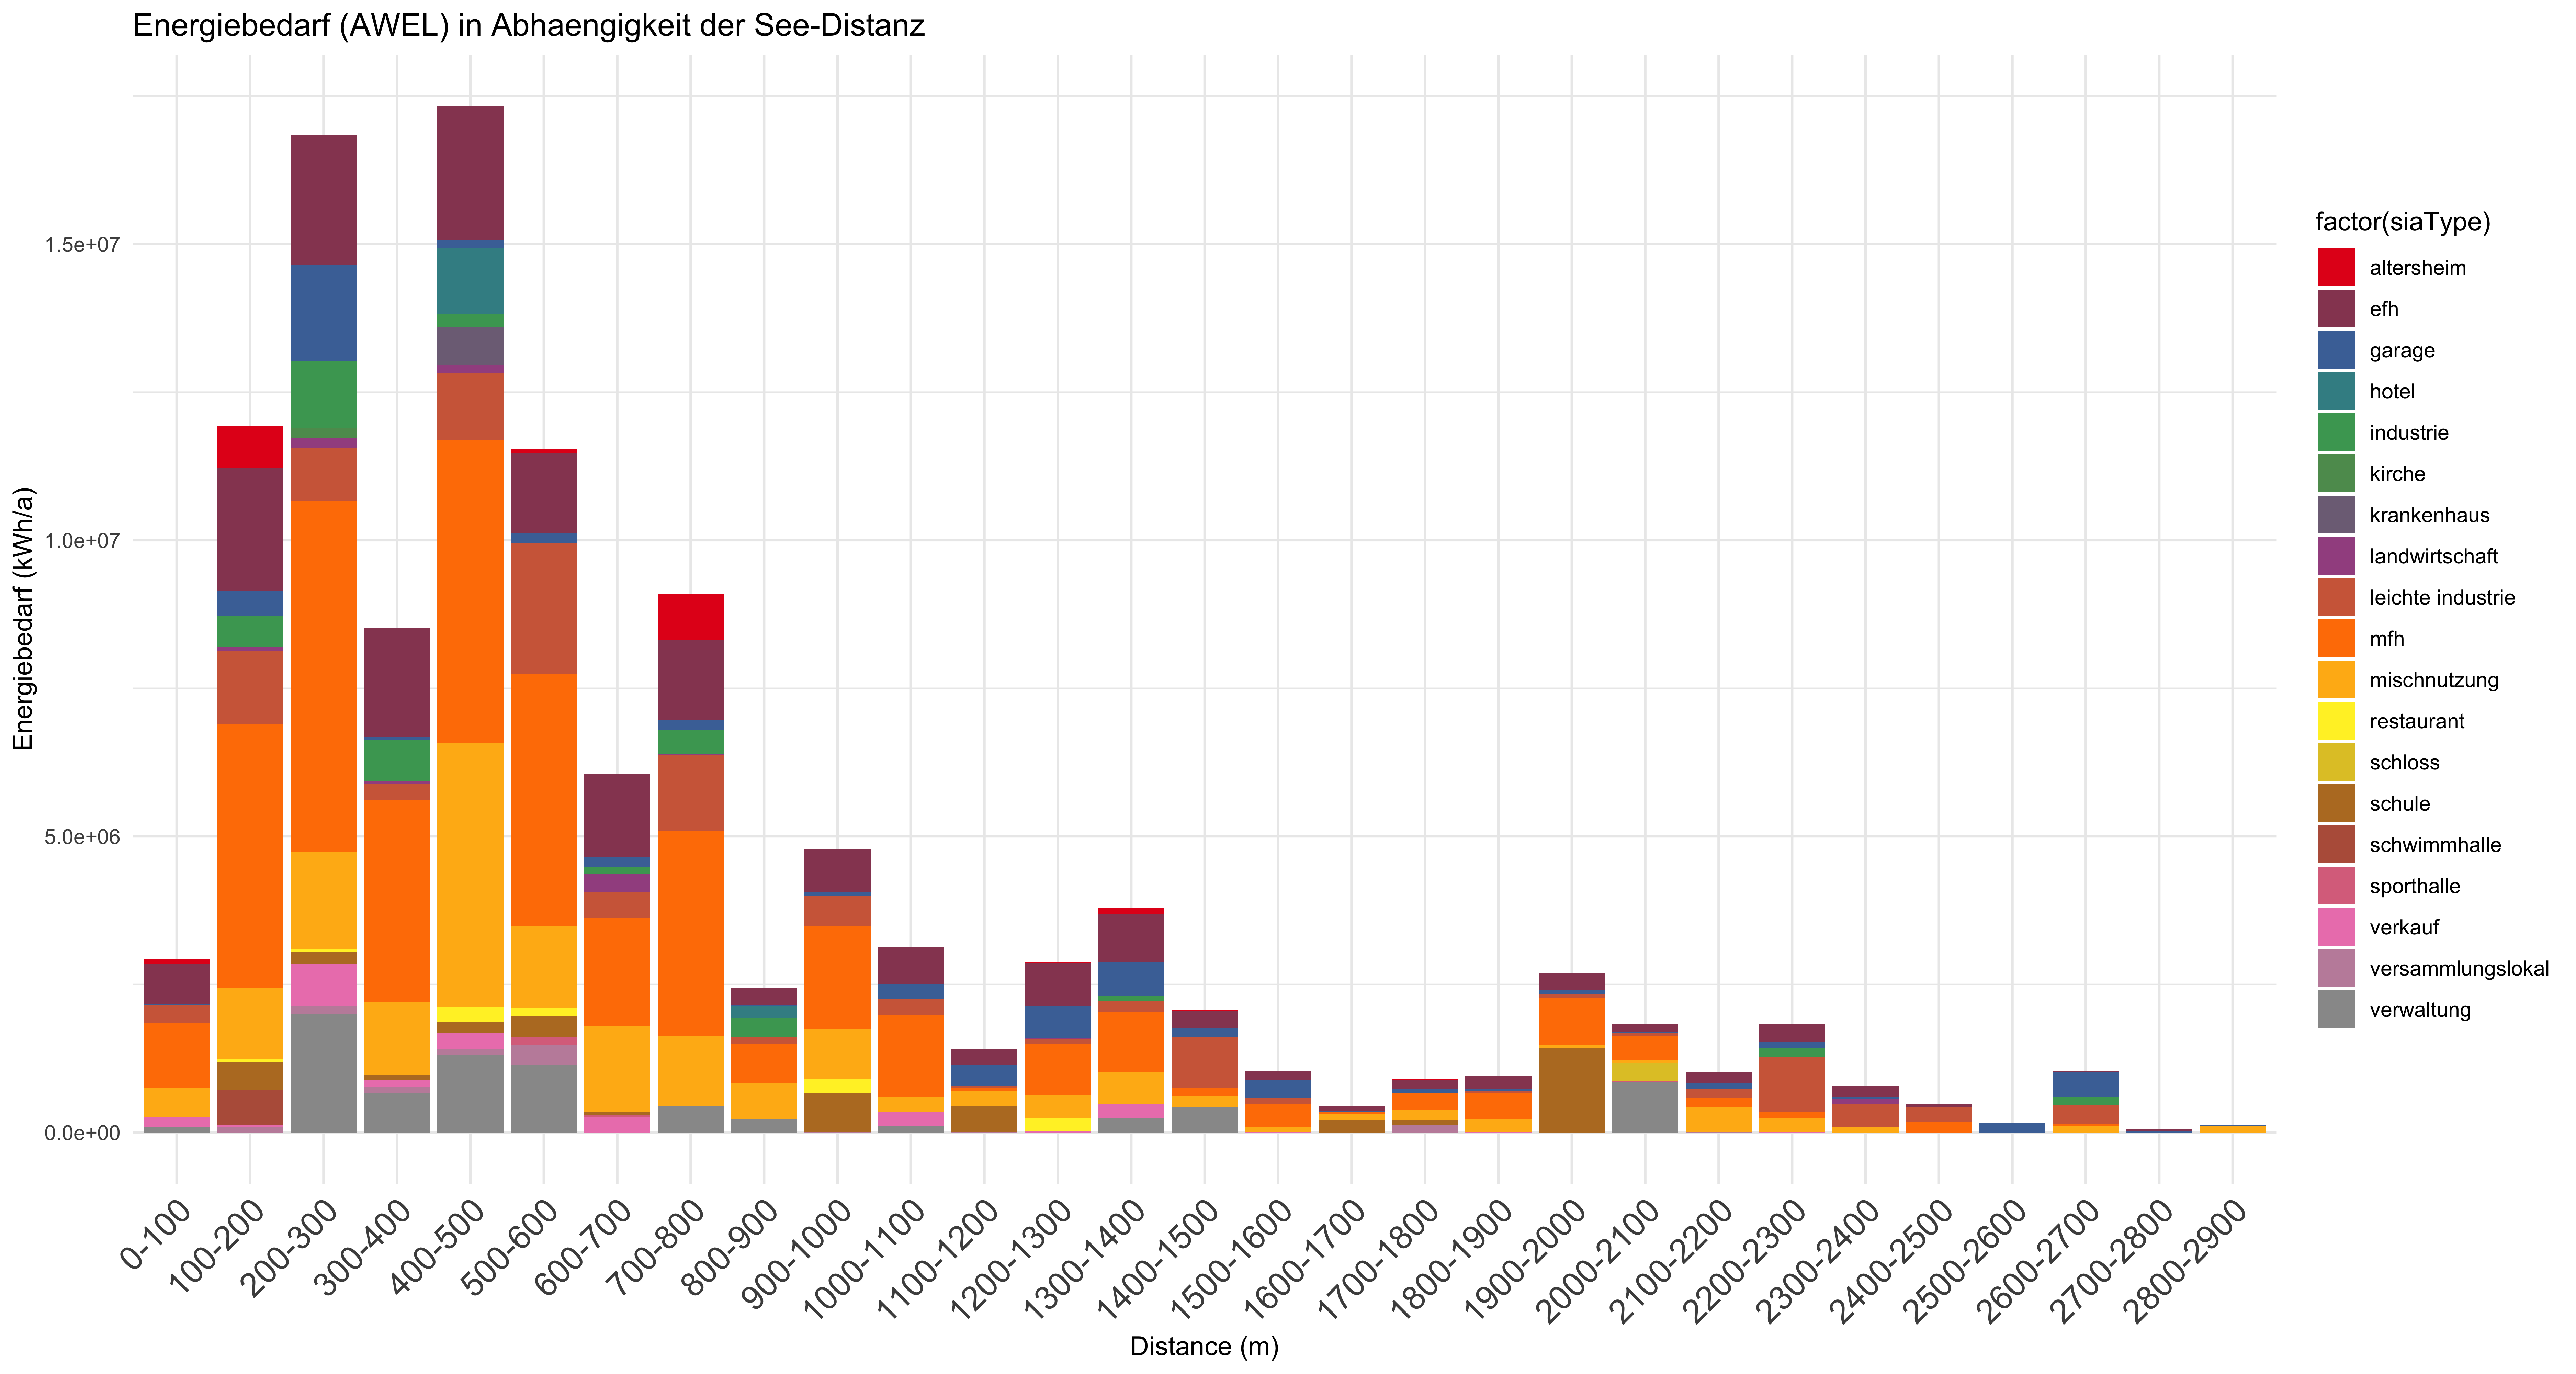 Energiebedarf (AWEL) in Abhaengigkeit der See-Distanz
Energiebedarf (kWh/a)
1.5e+07
1.0e+07
5.0e+06
0.0e+00
0-100
100-200
200-300
300-400
400-500
500-600
600-700
700-800
800-900
900-1000
1000-1100
1100-1200
1200-1300
1300-1400
1400-1500
1500-1600
1600-1700
1700-1800
1800-1900
1900-2000
2000-2100
2100-2200
2200-2300
2300-2400
2400-2500
2500-2600
2600-2700
2700-2800
2800-2900
Distance (m)
factor(siaType)
altersheim
efh
garage
hotel
industrie
kirche
krankenhaus
landwirtschaft
leichte industrie
mfh
mischnutzung
restaurant
schloss
schule
schwimmhalle
sporthalle
verkauf
versammlungslokal
verwaltung